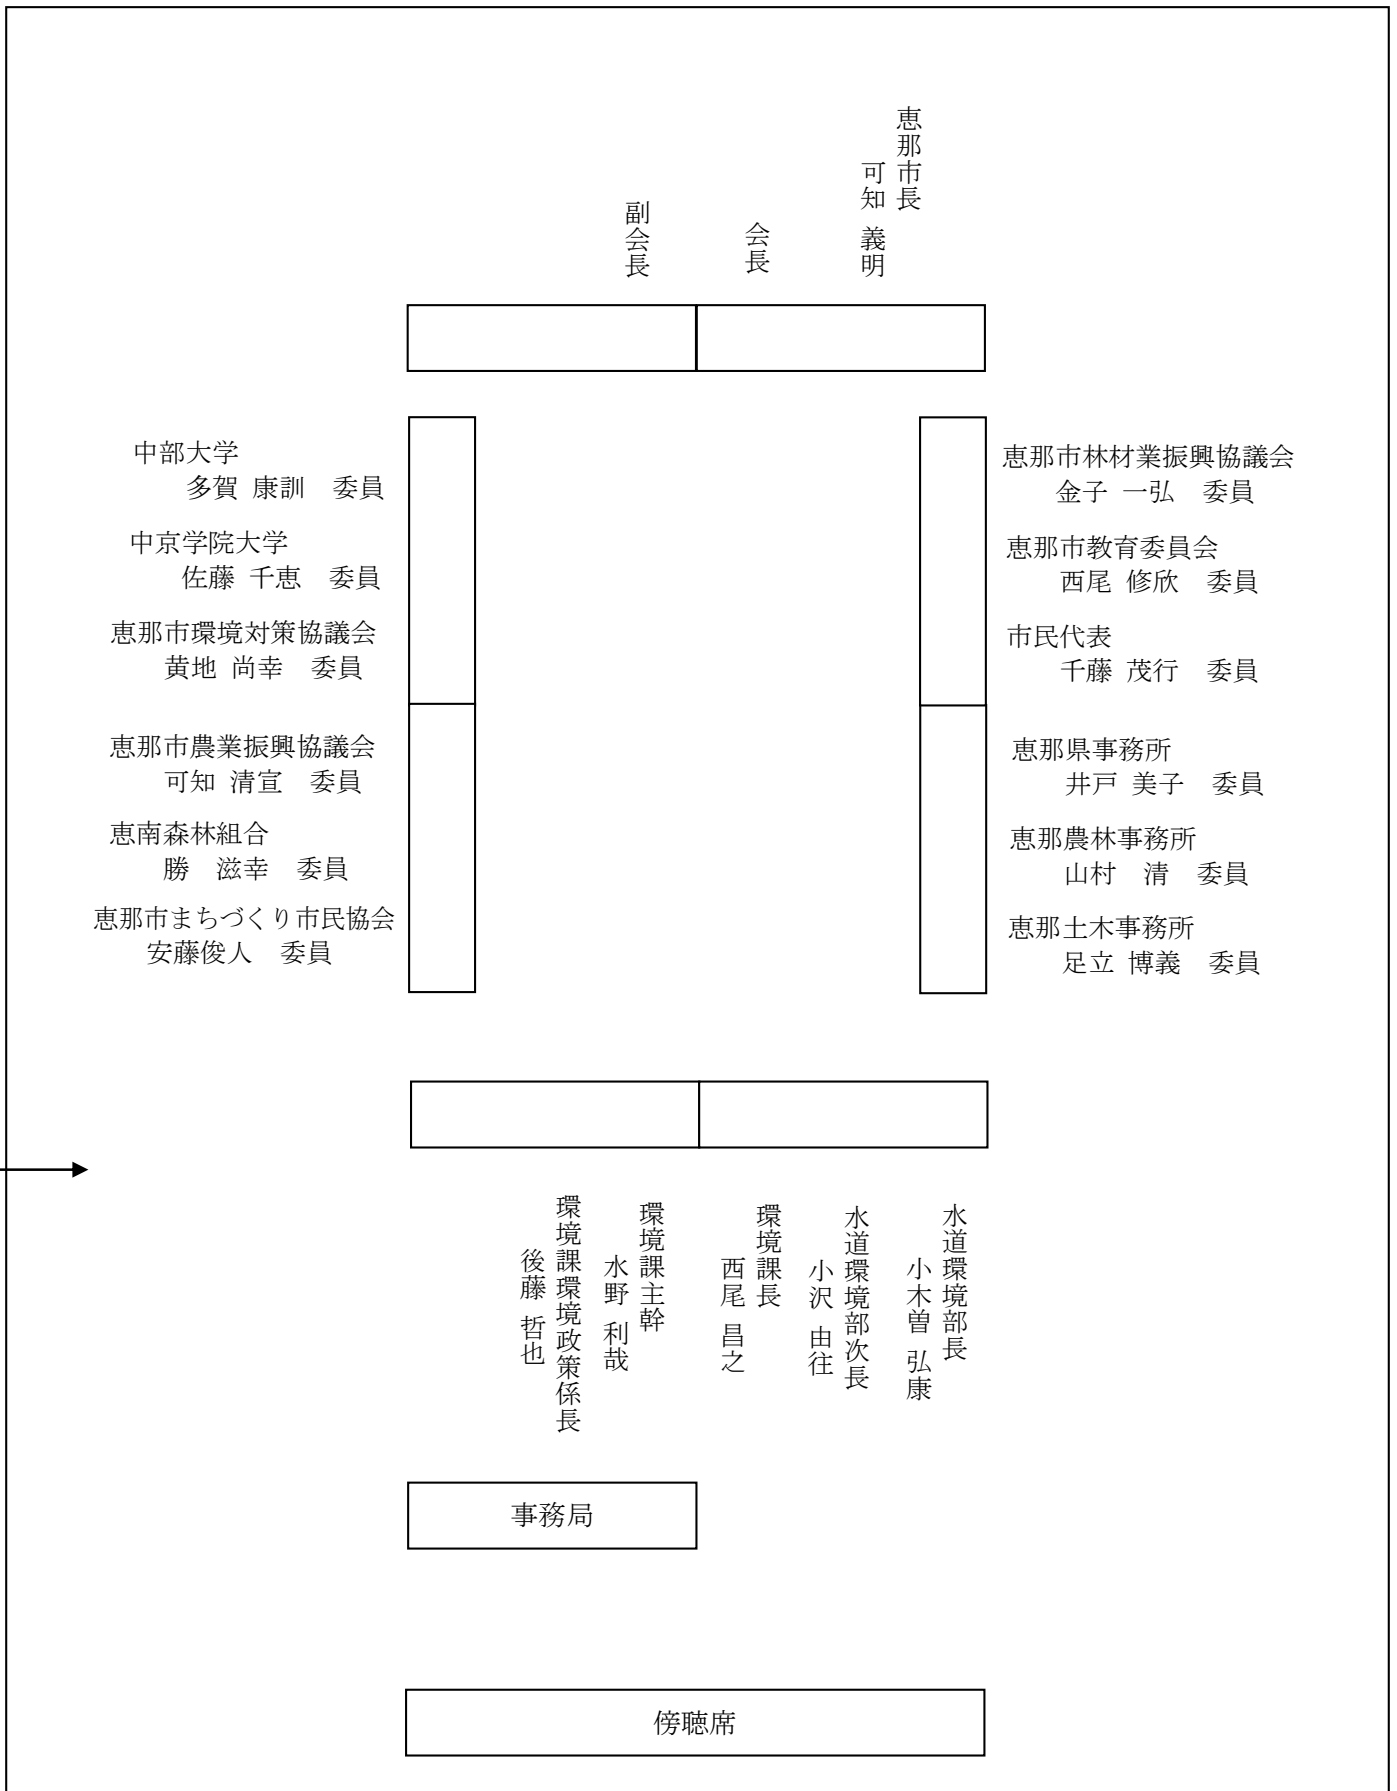 恵那市長
可知 義明
会長
副会長
中部大学
多賀 康訓 委員
中京学院大学
佐藤 千恵 委員
恵那市環境対策協議会
黄地 尚幸 委員
恵那市農業振興協議会
可知 清宣 委員
恵南森林組合
勝 滋幸 委員
恵那市まちづくり市民協会
安藤俊人 委員
恵那市林材業振興協議会
金子 一弘 委員
恵那市教育委員会
西尾 修欣 委員
市民代表
千藤 茂行 委員
恵那県事務所
井戸 美子 委員
恵那農林事務所
山村 清 委員
恵那土木事務所
足立 博義 委員
水道環境部長
小木曽 弘康
水道環境部次長
小沢 由往
環境課長
西尾 昌之
環境課主幹
水野 利哉
環境課環境政策係長
後藤 哲也
事務局
傍聴席